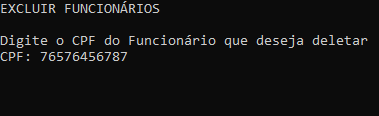 EXCLUIR FUNCIONÁRIOS
Digite o CPF do Funcionário que deseja deletar
CPF: 76576456787